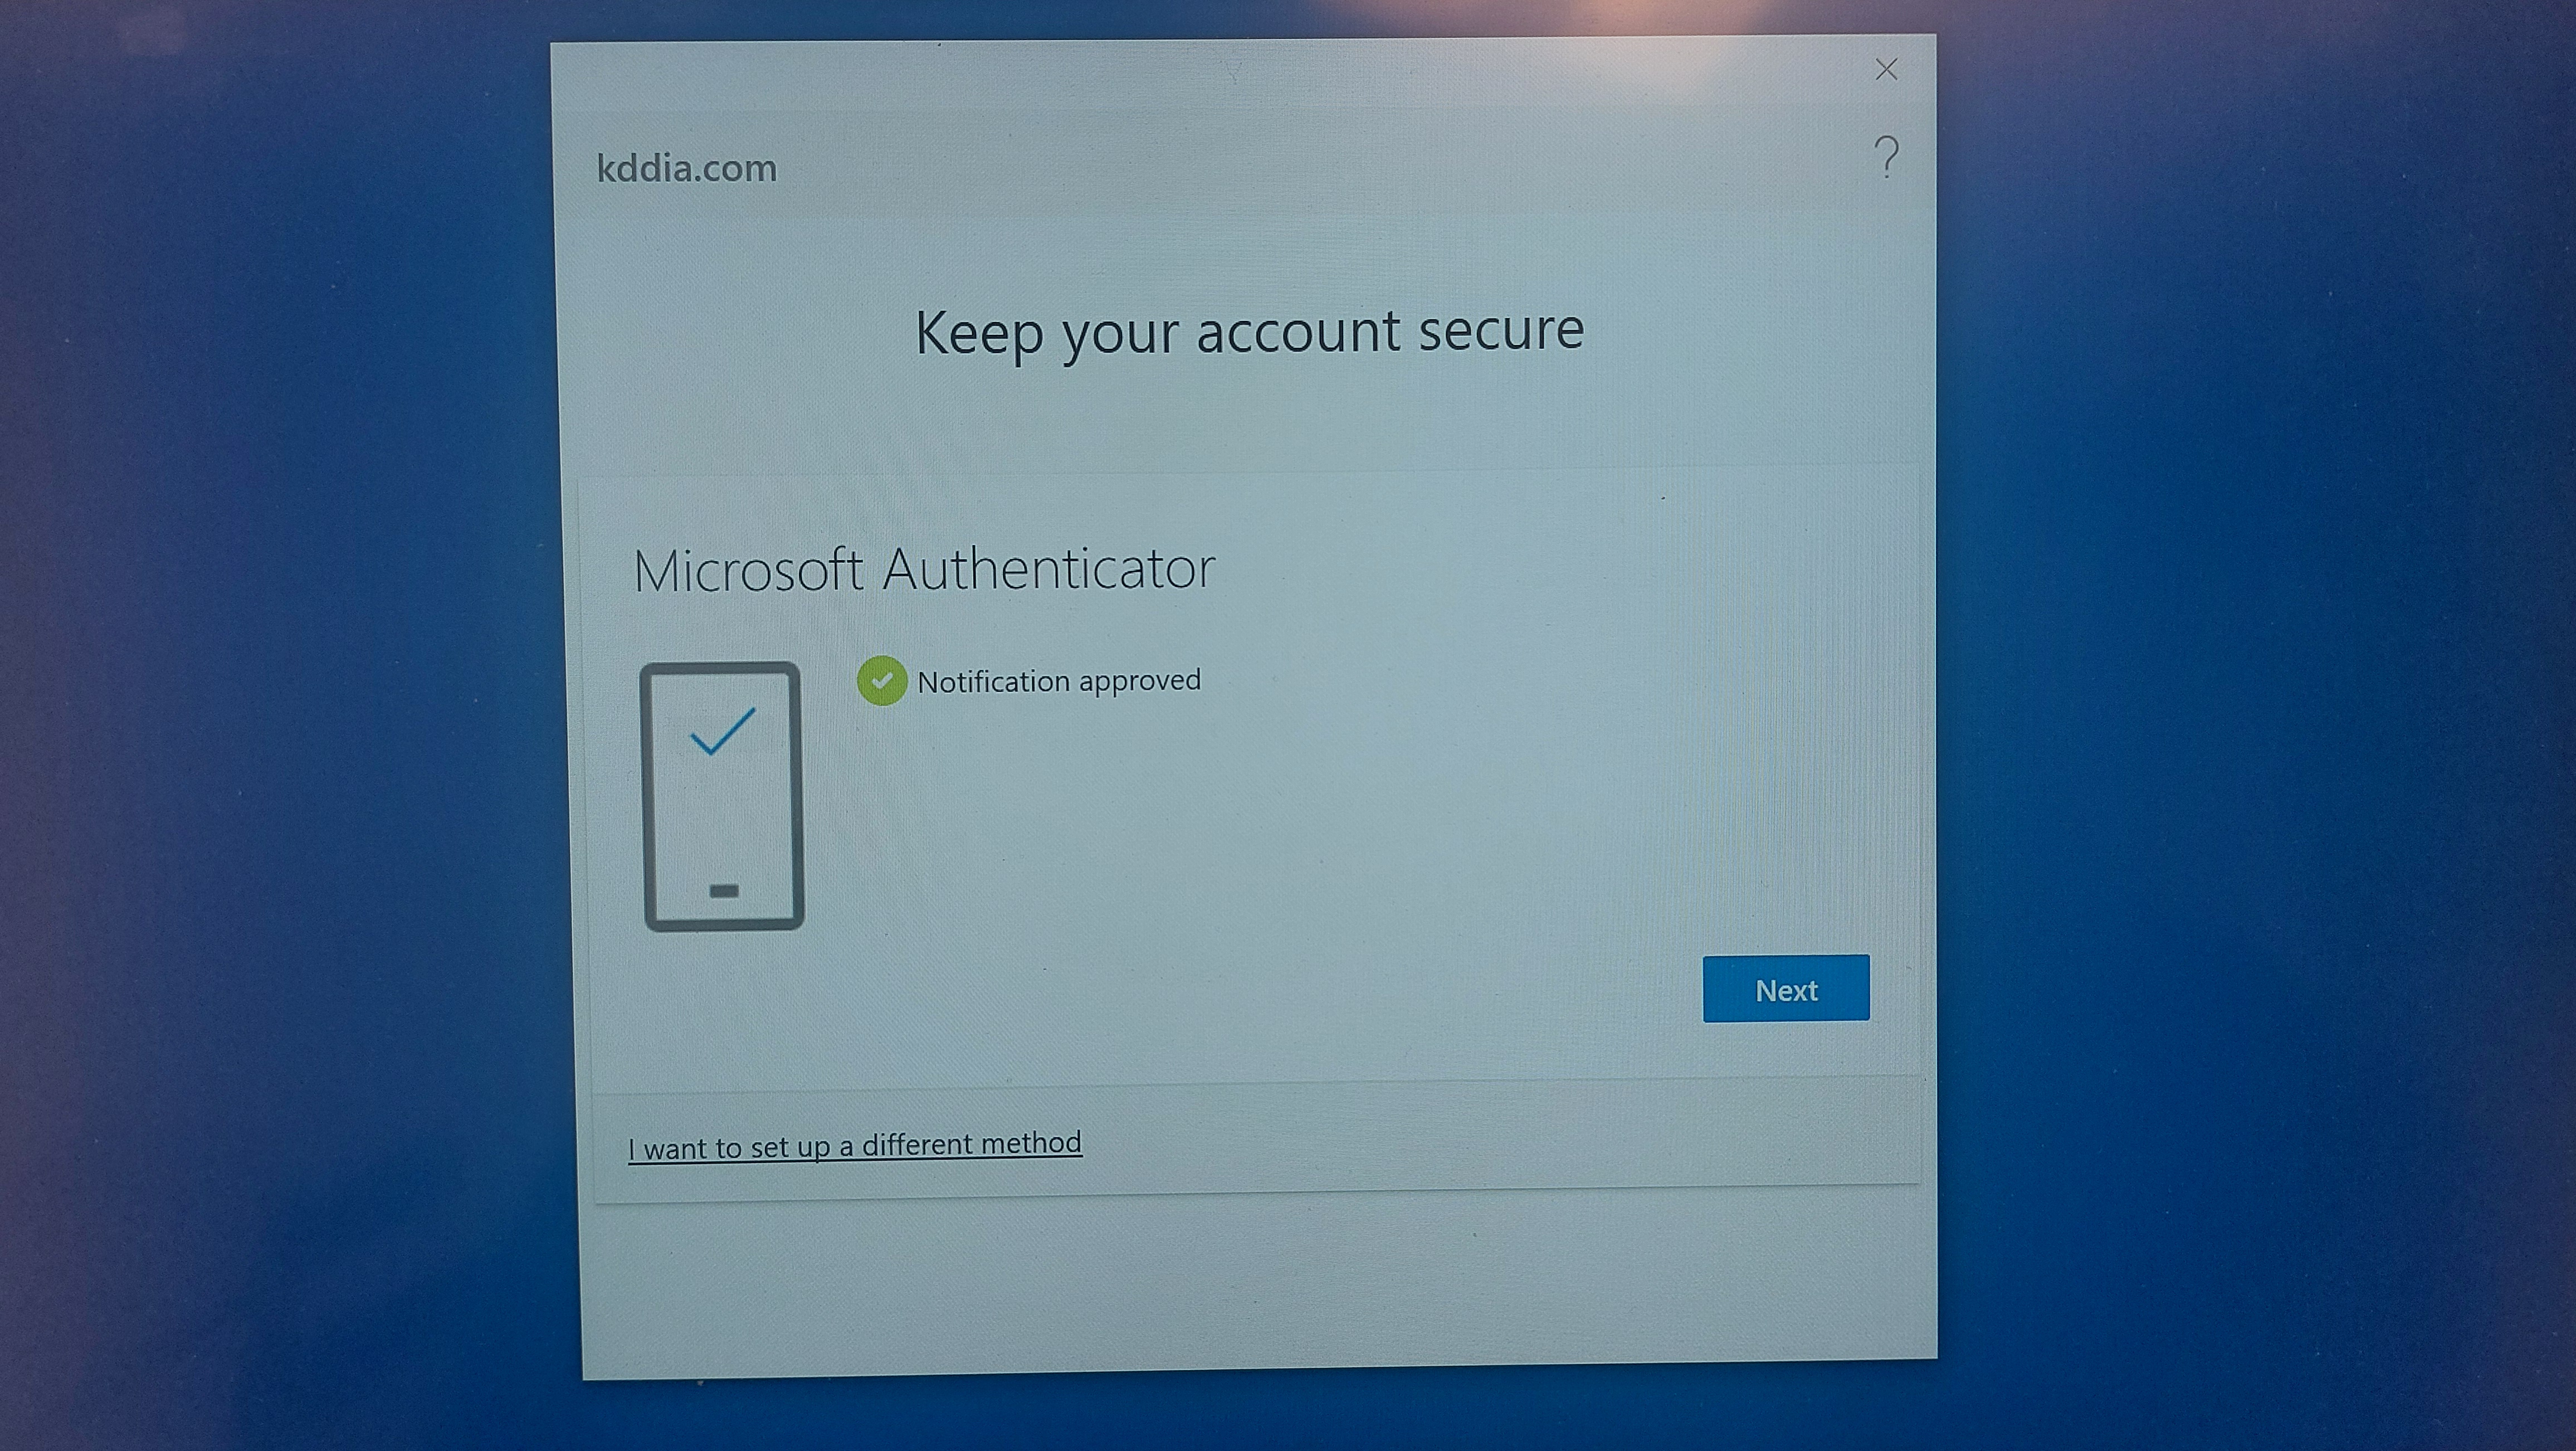 kddia.com
?
Keep your account secure
Microsoft Authenticator
Notification approved
Next
I want to set up a different method